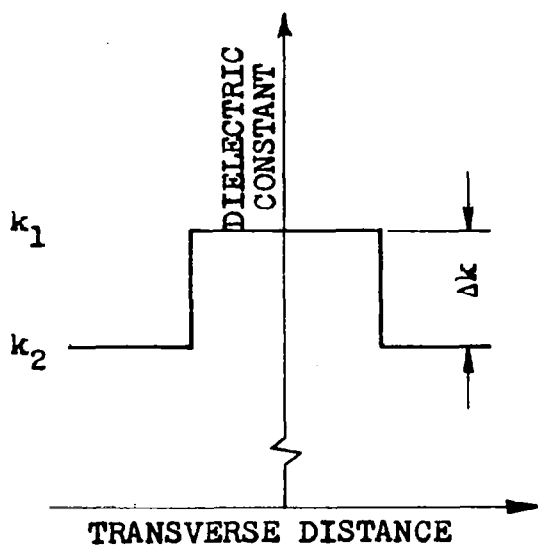 DIELECTRIC
CONSTANT
k1
k2
Δk
TRANSVERSE DISTANCE